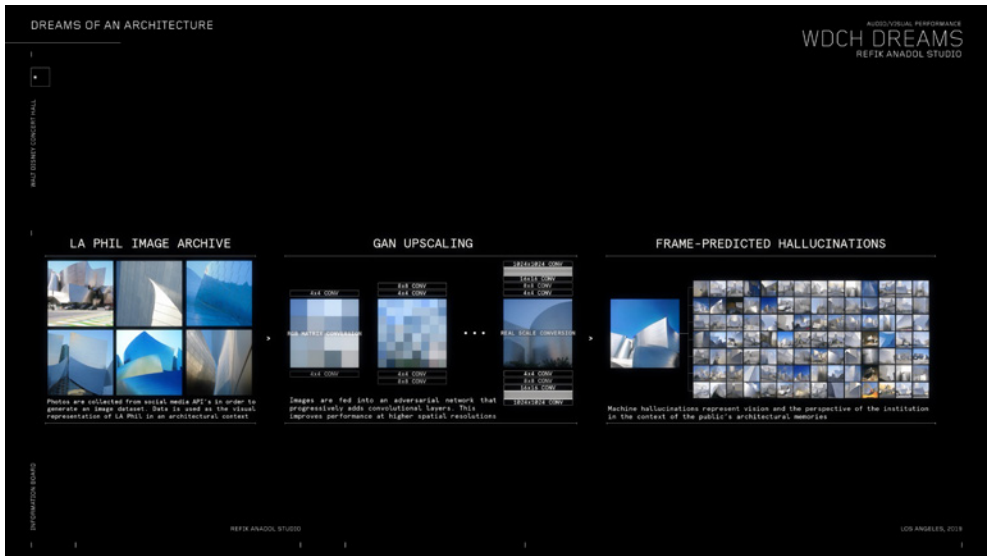 DREAMS OF AN ARCHITECTURE
AUDIO/VISUAL PERFORMANCE
WDCH DREAMS
REFIK ANADOL STUDIO
WALT DISNEY CONCERT HALL
LA PHIL IMAGE ARCHIVE
Photos are collected from social media API's in order to
generate an image dataset. Data is used as the visual
representation of LA Phil in an architectural context
GAN UPSCALING
4x4 CONV
RGB MATRIX CONVERSION
4x4 CONV
8x8 CONV
4x4 CONV
4x4 CONV
8x8 CONV
1024x1024 CONV
16x16 CONV
8x8 CONV
4x4 CONV
REAL SCALE CONVERSION
4x4 CONV
8x8 CONV
16x16 CONV
1024x1024 CONV
Images are fed into an adversarial network that
progressively adds convolutional layers. This
improves performance at higher spatial resolutions
FRAME-PREDICTED HALLUCINATIONS
Machine hallucinations represent vision and the perspective of the institution
in the context of the public's architectural memories
INFORMATION BOARD
REFIK ANADOL STUDIO
LOS ANGELES, 2019